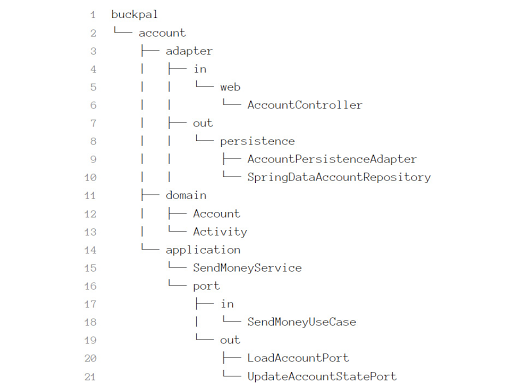 1 buckpal
2 └── account
3     ├── adapter
4     │   ├── in
5     │   │   └── web
6     │   │       └── AccountController
7     │   ├── out
8     │   │   └── persistence
9     │   │       ├── AccountPersistenceAdapter
10     │   │       └── SpringDataAccountRepository
11     ├── domain
12     │   ├── Account
13     │   └── Activity
14     └── application
15         └── SendMoneyService
16         └── port
17             ├── in
18             │   └── SendMoneyUseCase
19             └── out
20                 ├── LoadAccountPort
21                 └── UpdateAccountStatePort